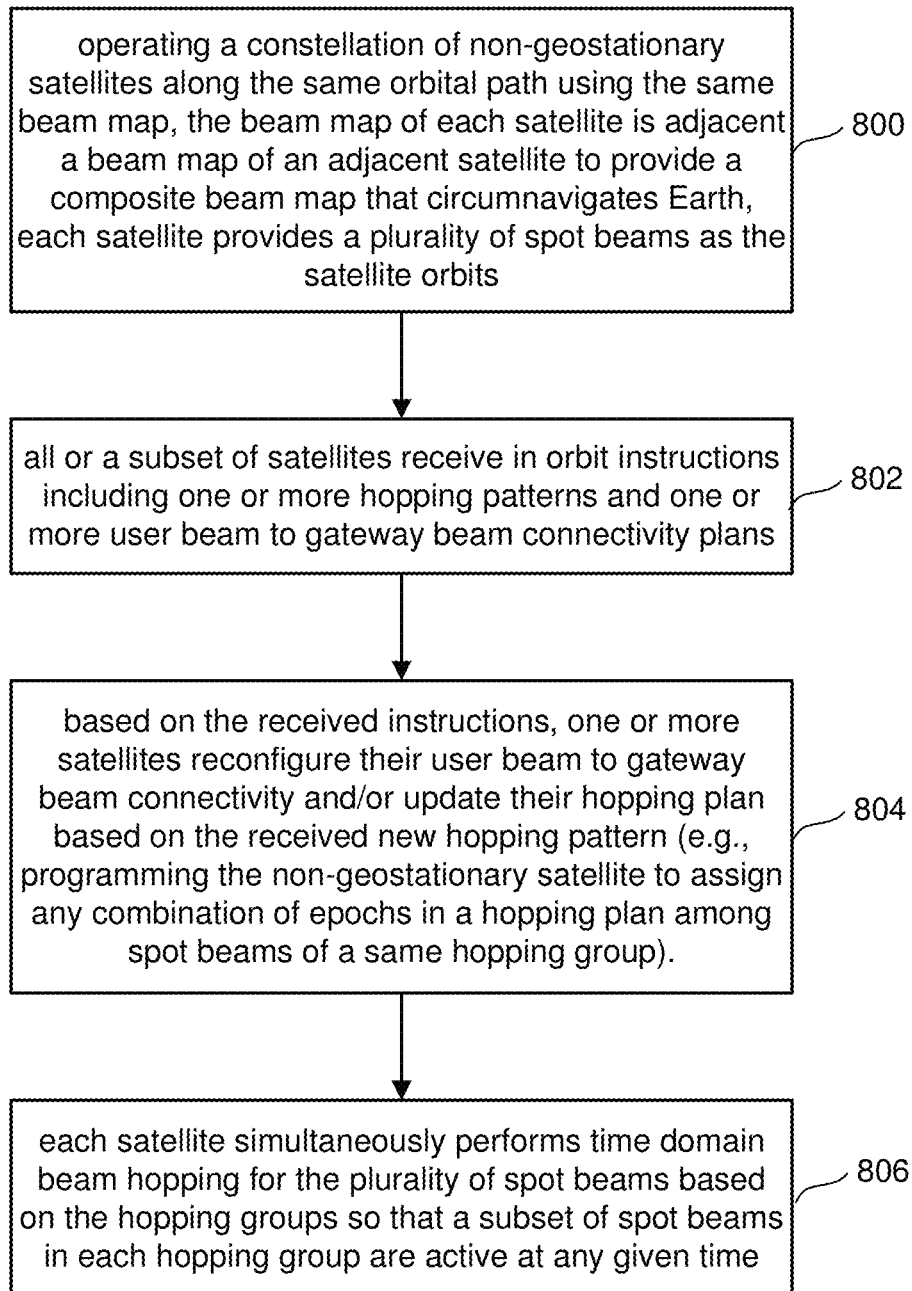 operating a constellation of non-geostationary
satellites along the same orbital path using the same
beam map, the beam map of each satellite is adjacent
a beam map of an adjacent satellite to provide a
composite beam map that circumnavigates Earth,
each satellite provides a plurality of spot beams as the
satellite orbits
800
all or a subset of satellites receive in orbit instructions
including one or more hopping patterns and one or
more user beam to gateway beam connectivity plans
802
based on the received instructions, one or more
satellites reconfigure their user beam to gateway
beam connectivity and/or update their hopping plan
based on the received new hopping pattern (e.g.,
programming the non-geostationary satellite to assign
any combination of epochs in a hopping plan among
spot beams of a same hopping group).
804
each satellite simultaneously performs time domain
beam hopping for the plurality of spot beams based
on the hopping groups so that a subset of spot beams
in each hopping group are active at any given time
806